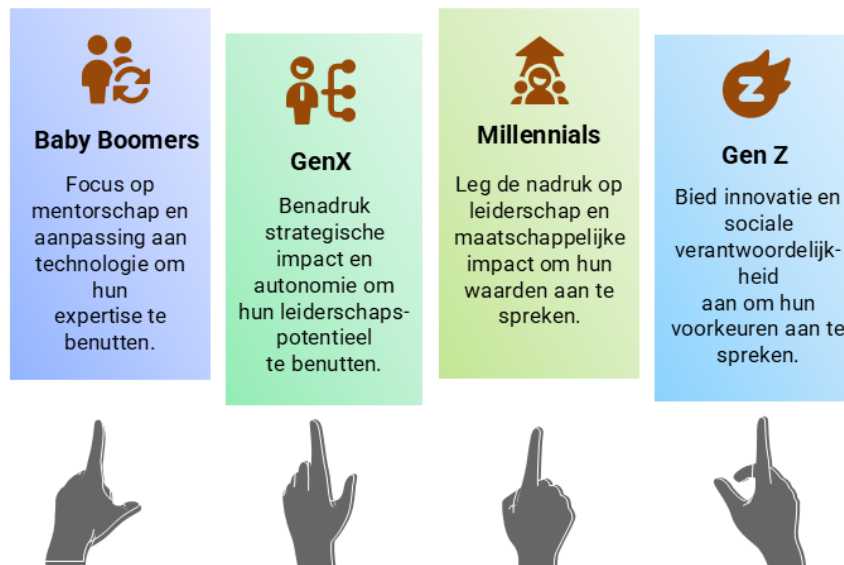 Baby Boomers
Focus op
mentorschap en
aanpassing aan
technologie om
hun
expertise te
benutten.
GenX
Benadruk
strategische
impact en
autonomie om
hun leiderschaps-
potentieel
te benutten.
Millennials
Leg de nadruk op
leiderschap en
maatschappelijke
impact om hun
waarden aan te
spreken.
Z
Gen Z
Bied innovatie en
sociale
verantwoordelijk-
heid
aan om hun
voorkeuren aan te
spreken.